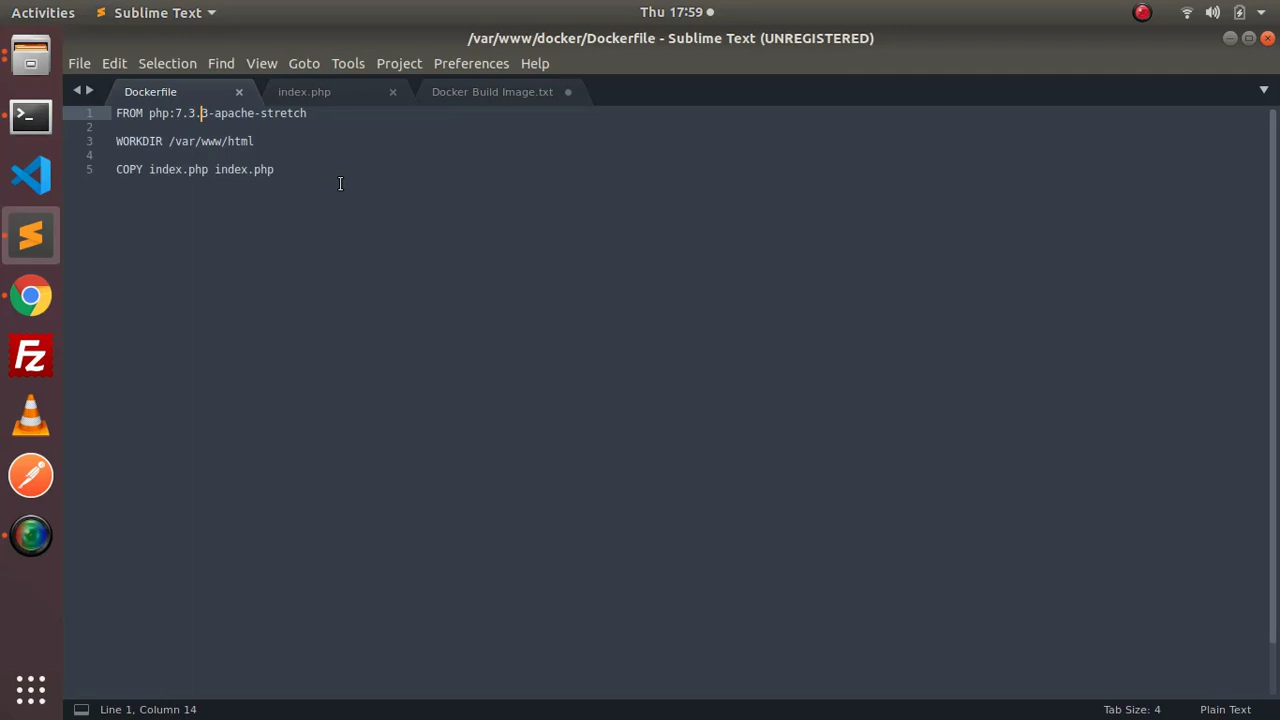 Activities Sublime Text Thu 17:59
/var/www/docker/Dockerfile - Sublime Text (UNREGISTERED)
File Edit Selection Find View Goto Tools Project Preferences Help
Dockerfile index.php Docker Build Image.txt
1 FROM php:7.3.3-apache-stretch
2
3 WORKDIR /var/www/html
4
5 COPY index.php index.php
Fz
Line 1, Column 14 Tab Size: 4 Plain Text